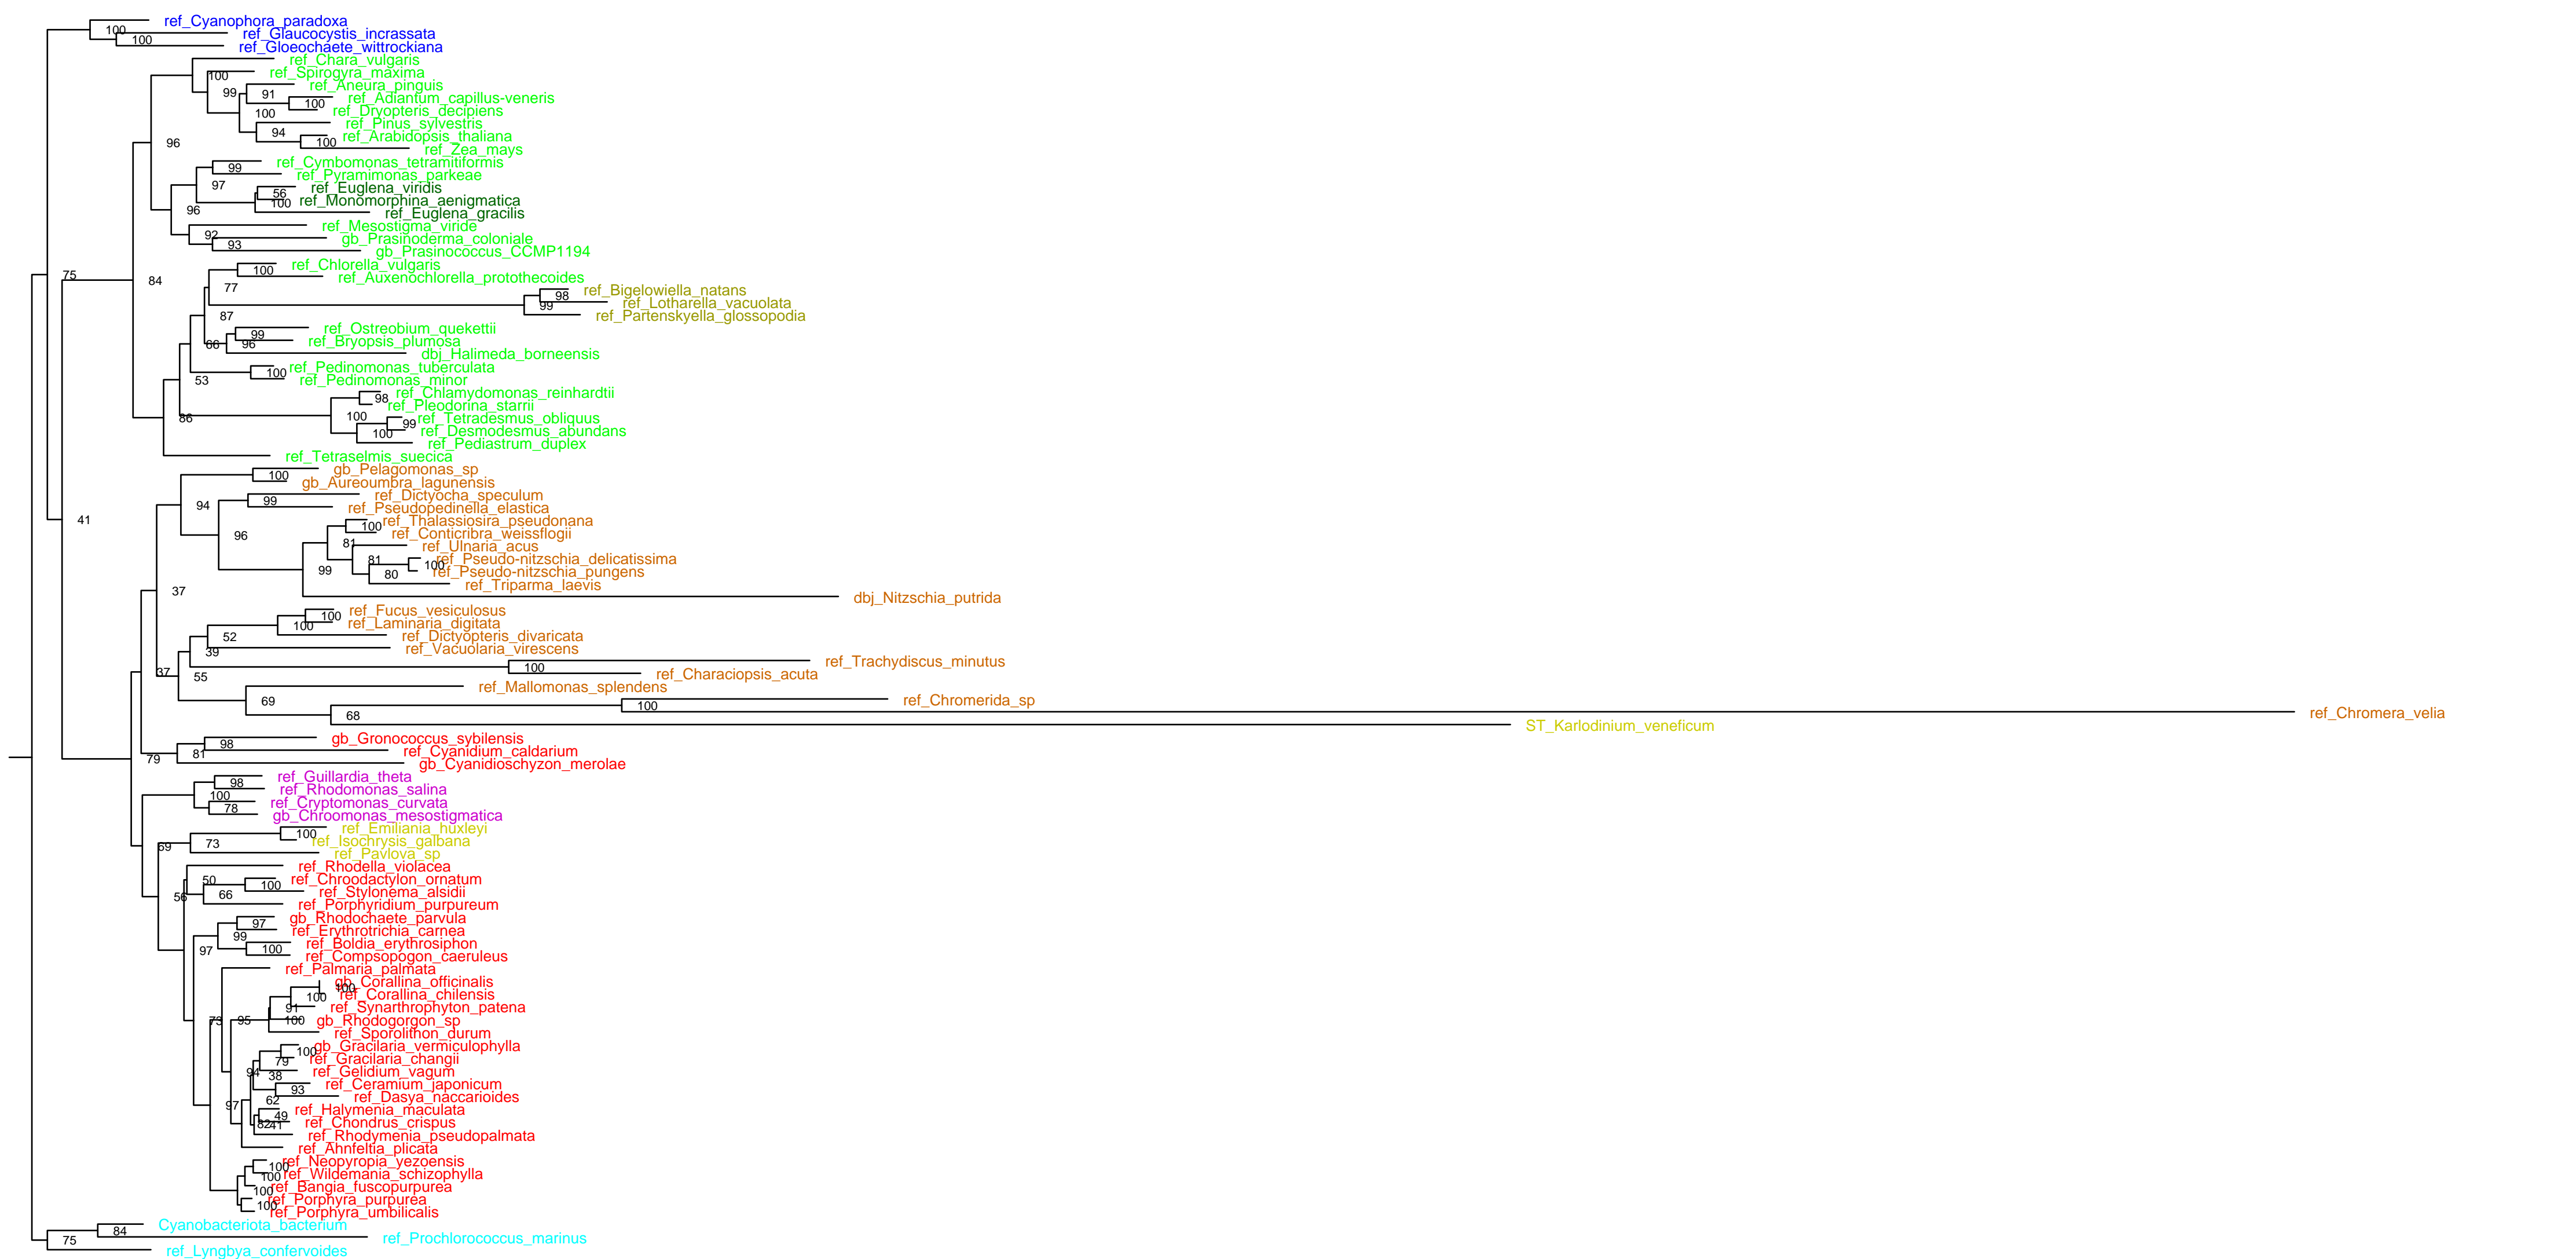 ref_Cyanophora_paradoxa
100
ref_Glaucocystis_incrassata
100
ref_Gloeochaete_wittrockiana
ref_Chara_vulgaris
ref_Spirogyra_maxima
100
ref_Aneura_pinguis
99
91
ref_Adiantum_capillus-veneris
100
ref_Dryopteris_decipiens
100
ref_Pinus_sylvestris
94
ref_Arabidopsis_thaliana
100
96
ref_Zea_mays
ref_Cymbomonas_tetramitiformis
99
ref_Pyramimonas_parkeae
97
ref_Euglena_viridis
56
ref_Monomorphina_aenigmatica
100
96
ref_Euglena_gracilis
ref_Mesostigma_viride
92
gb_Prasinoderma_coloniale
93
gb_Prasinococcus_CCMP1194
ref_Chlorella_vulgaris
100
75
84
ref_Auxenochlorella_protothecoides
77
ref_Bigelowiella_natans
98
ref_Lotharella_vacuolata
99
87
ref_Partenskyella_glossopodia
ref_Ostreobium_quekettii
99
ref_Bryopsis_plumosa
66
96
dbj_Halimeda_borneensis
ref_Pedinomonas_tuberculata
100
53
ref_Pedinomonas_minor
ref_Chlamydomonas_reinhardtii
98
ref_Pleodorina_starrii
86
100
ref_Tetradesmus_obliquus
99
ref_Desmodesmus_abundans
100
ref_Pediastrum_duplex
ref_Tetraselmis_suecica
gb_Pelagomonas_sp
100
gb_Aureoumbra_lagunensis
ref_Dictyocha_speculum
99
94
ref_Pseudopedinella_elastica
41
ref_Thalassiosira_pseudonana
100
96
ref_Conticribra_weissflogii
81
ref_Ulnaria_acus
81
ref_Pseudo-nitzschia_delicatissima
100
99
80
ref_Pseudo-nitzschia_pungens
ref_Triparma_laevis
37
dbj_Nitzschia_putrida
ref_Fucus_vesiculosus
100
ref_Laminaria_digitata
100
52
ref_Dictyopteris_divaricata
39
ref_Vacuolaria_virescens
ref_Trachydiscus_minutus
100
37
55
ref_Characiopsis_acuta
ref_Mallomonas_splendens
69
ref_Chromerida_sp
100
68
ref_Chromera_velia
ST_Karlodinium_veneficum
gb_Gronococcus_sybilensis
98
ref_Cyanidium_caldarium
79
81
gb_Cyanidioschyzon_merolae
ref_Guillardia_theta
98
ref_Rhodomonas_salina
100
ref_Cryptomonas_curvata
78
gb_Chroomonas_mesostigmatica
ref_Emiliania_huxleyi
100
ref_Isochrysis_galbana
69
73
ref_Pavlova_sp
ref_Rhodella_violacea
50
ref_Chroodactylon_ornatum
100
56
66
ref_Stylonema_alsidii
ref_Porphyridium_purpureum
gb_Rhodochaete_parvula
97
ref_Erythrotrichia_carnea
99
ref_Boldia_erythrosiphon
97
100
ref_Compsopogon_caeruleus
ref_Palmaria_palmata
gb_Corallina_officinalis
100
ref_Corallina_chilensis
100
ref_Synarthrophyton_patena
91
73
95
100
gb_Rhodogorgon_sp
ref_Sporolithon_durum
gb_Gracilaria_vermiculophylla
100
ref_Gracilaria_changii
79
ref_Gelidium_vagum
94
38
ref_Ceramium_japonicum
93
ref_Dasya_naccarioides
97
62
ref_Halymenia_maculata
49
ref_Chondrus_crispus
82
41
ref_Rhodymenia_pseudopalmata
ref_Ahnfeltia_plicata
ref_Neopyropia_yezoensis
100
ref_Wildemania_schizophylla
100
ref_Bangia_fuscopurpurea
100
ref_Porphyra_purpurea
100
ref_Porphyra_umbilicalis
Cyanobacteriota_bacterium
84
ref_Prochlorococcus_marinus
75
ref_Lyngbya_confervoides